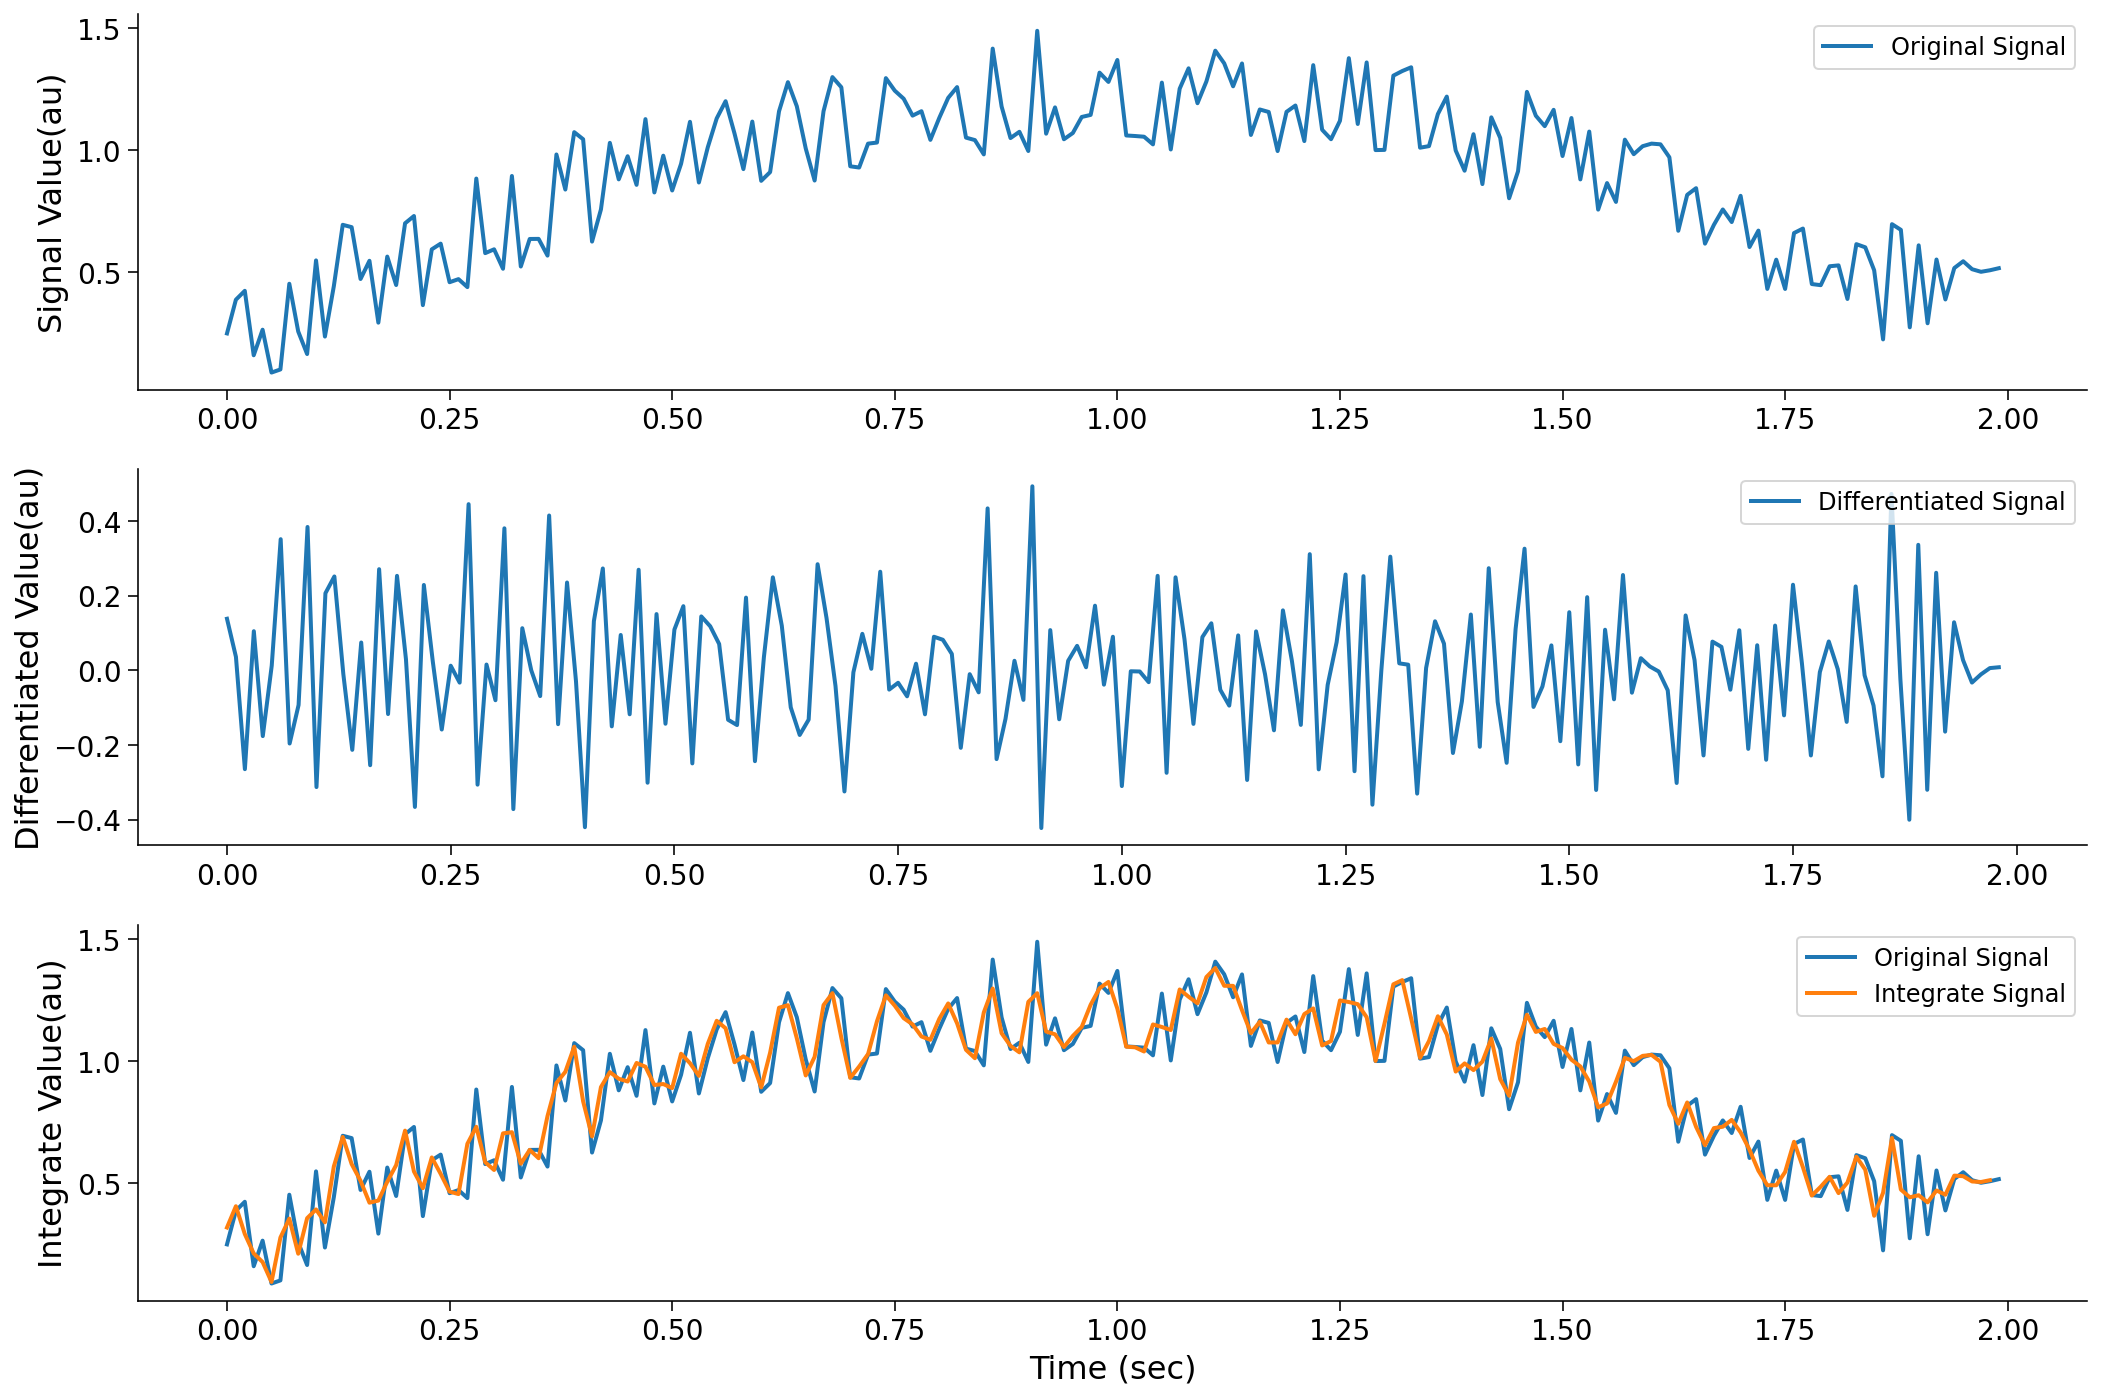 Signal Value(au)
1.5
1.0
0.5
Original Signal
0.00 0.25 0.50 0.75 1.00 1.25 1.50 1.75 2.00
Differentiated Value(au)
0.4
0.2
0.0
−0.2
−0.4
Differentiated Signal
0.00 0.25 0.50 0.75 1.00 1.25 1.50 1.75 2.00
Integrate Value(au)
1.5
1.0
0.5
Original Signal
Integrate Signal
0.00 0.25 0.50 0.75 1.00 1.25 1.50 1.75 2.00
Time (sec)